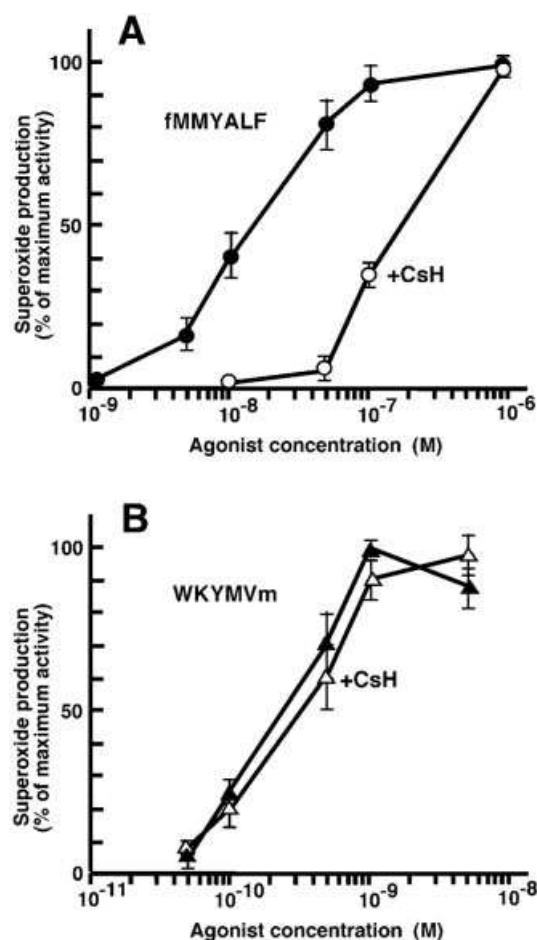 A
100
50
0
fMMYALF
+CsH
Superoxide production
(% of maximum activity)
10-9
10-8
10-7
10-6
Agonist concentration (M)
B
100
50
0
WKYMVm
+CsH
Superoxide production
(% of maximum activity)
10-11
10-10
10-9
10-8
Agonist concentration (M)